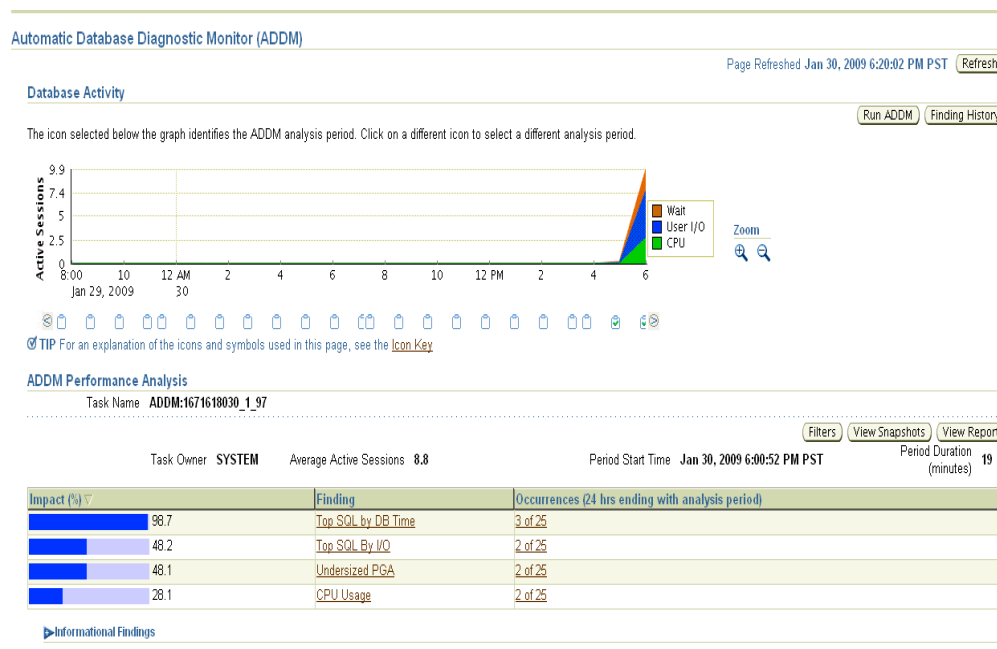 Automatic Database Diagnostic Monitor (ADDM)
Page Refreshed Jan 30, 2009 6:20:02 PM PST Refresh
Database Activity
Run ADDM Finding History
The icon selected below the graph identifies the ADDM analysis period. Click on a different icon to select a different analysis period.
Active Sessions
9.9
7.4
5
2.5
0
Wait
User I/O
CPU
Zoom
8:00 10 12 AM 2 4 6 8 10 12 PM 2 4 6
Jan 29, 2009 30
TIP For an explanation of the icons and symbols used in this page, see the Icon Key
ADDM Performance Analysis
Task Name ADDM:1671618030_1_97
Filters View Snapshots View Report
Task Owner SYSTEM Average Active Sessions 8.8 Period Start Time Jan 30, 2009 6:00:52 PM PST Period Duration (minutes) 19
Impact (%) Finding Occurrences (24 hrs ending with analysis period)
98.7 Top SQL by DB Time 3 of 25
48.2 Top SQL By I/O 2 of 25
48.1 Undersized PGA 2 of 25
28.1 CPU Usage 2 of 25
Informational Findings